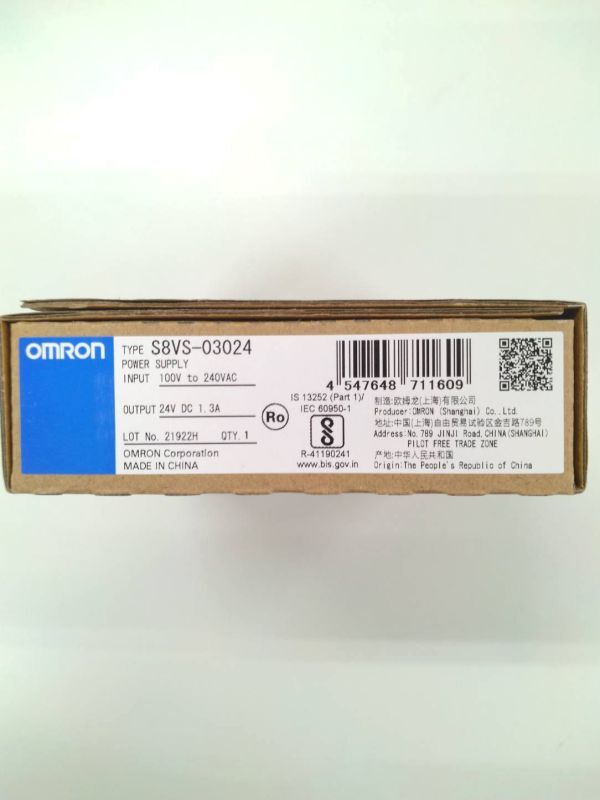 OMRON
TYPE S8VS-03024
POWER SUPPLY
INPUT 100V to 240VAC
OUTPUT 24V DC 1.3A
LOT No. 21922H QTY. 1
OMRON Corporation
MADE IN CHINA
Ro
IS 13252 (Part 1)/
IEC 60950-1
R-41190241
www.bis.gov.in
4 547648 711609
制造:欧姆龙(上海)有限公司
Producer:OMRON (Shanghai) Co.,Ltd.
地址:中国(上海)自由贸易试验区金吉路789号
Address:No.789 JINJI Road,CHINA(SHANGHAI)
PILOT FREE TRADE ZONE
产地:中华人民共和国
Origin:The People's Republic of China